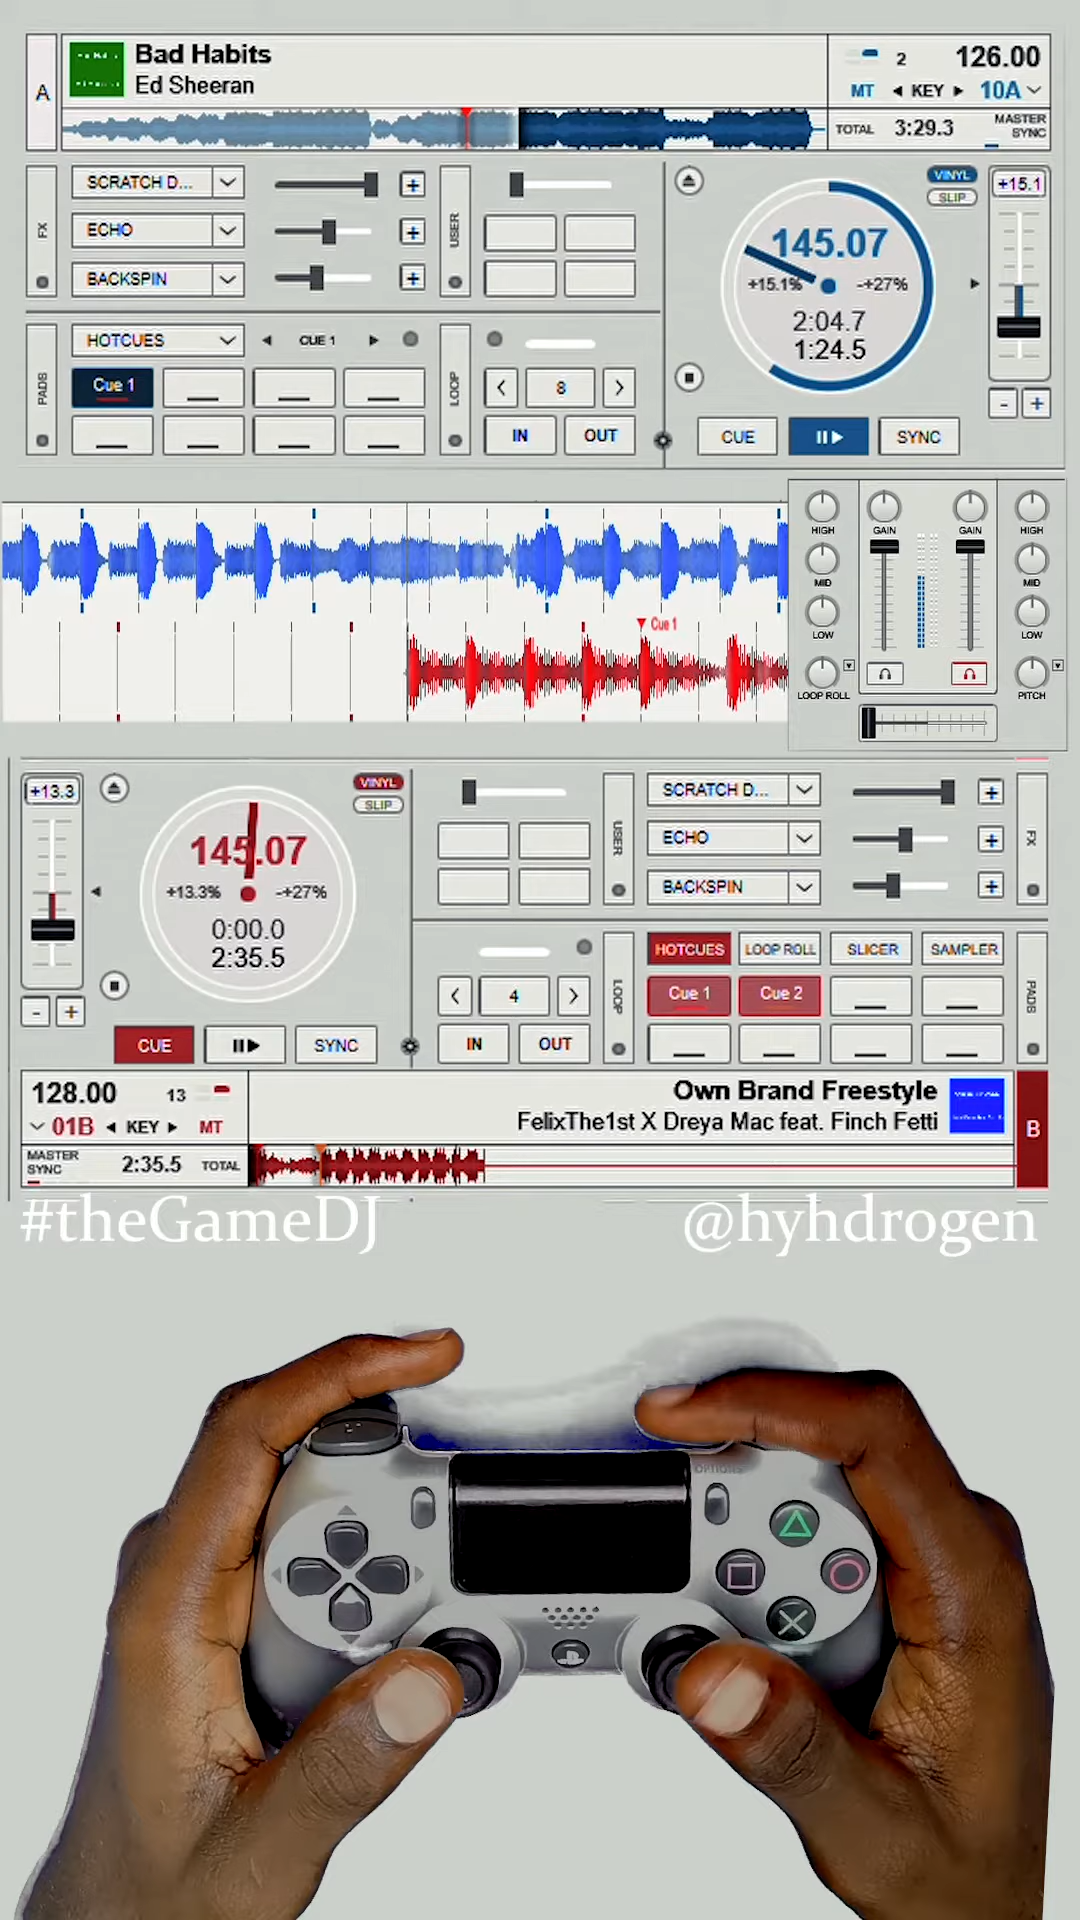 A
Bad Habits
Ed Sheeran
2
126.00
MT
KEY
10A
TOTAL
3:29.3
MASTER SYNC
FX
SCRATCH D...
ECHO
BACKSPIN
USER
VINYL
SLIP
+15.1
145.07
+15.1%
-+27%
2:04.7
1:24.5
PADS
HOTCUES
CUE 1
Cue 1
LOOP
8
IN
OUT
CUE
SYNC
- +
Cue 1
HIGH
MID
LOW
LOOP ROLL
GAIN
GAIN
HIGH
MID
LOW
PITCH
+13.3
VINYL
SLIP
145.07
+13.3%
-+27%
0:00.0
2:35.5
- +
CUE
SYNC
USER
SCRATCH D...
ECHO
BACKSPIN
FX
4
IN
OUT
LOOP
HOTCUES
LOOP ROLL
SLICER
SAMPLER
Cue 1
Cue 2
PADS
128.00
13
01B
KEY
MT
MASTER SYNC
2:35.5
TOTAL
Own Brand Freestyle
FelixThe1st X Dreya Mac feat. Finch Fetti
B
#theGameDJ
@hyhdrogen
OPTIONS